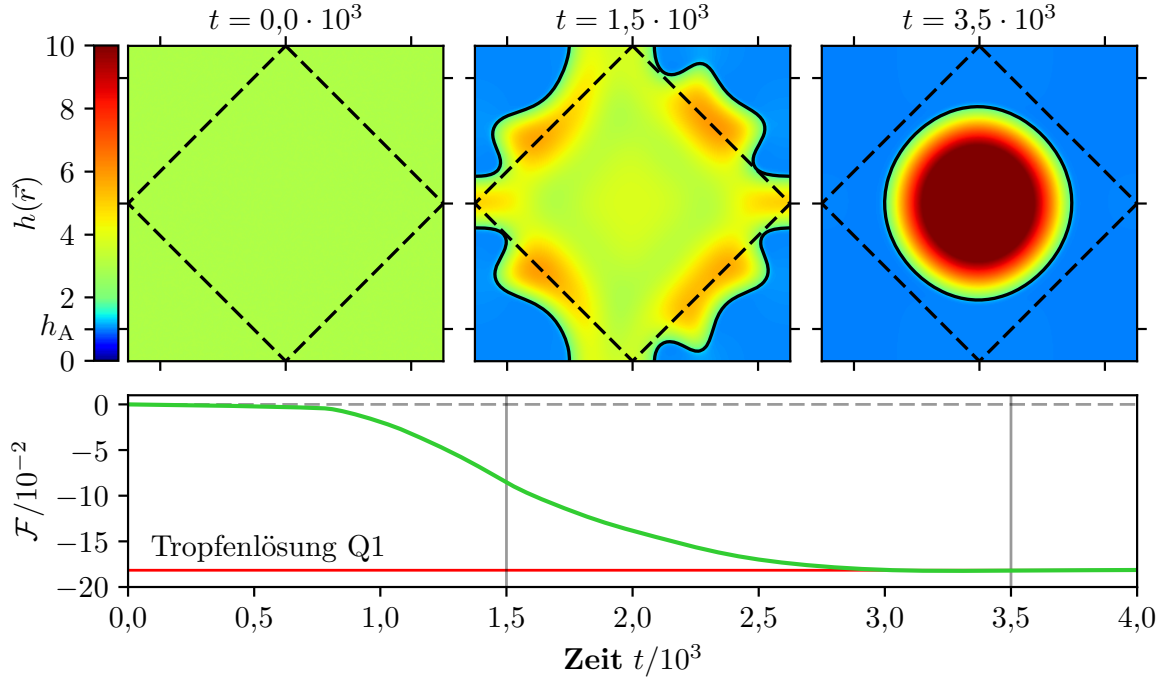 t = 0,0 · 10³
t = 1,5 · 10³
t = 3,5 · 10³
10
8
6
4
2
h_A
0
h(r⃗)
0
−5
−10
−15
−20
ℱ/10⁻²
Tropfenlösung Q1
0,0 0,5 1,0 1,5 2,0 2,5 3,0 3,5 4,0
Zeit t/10³